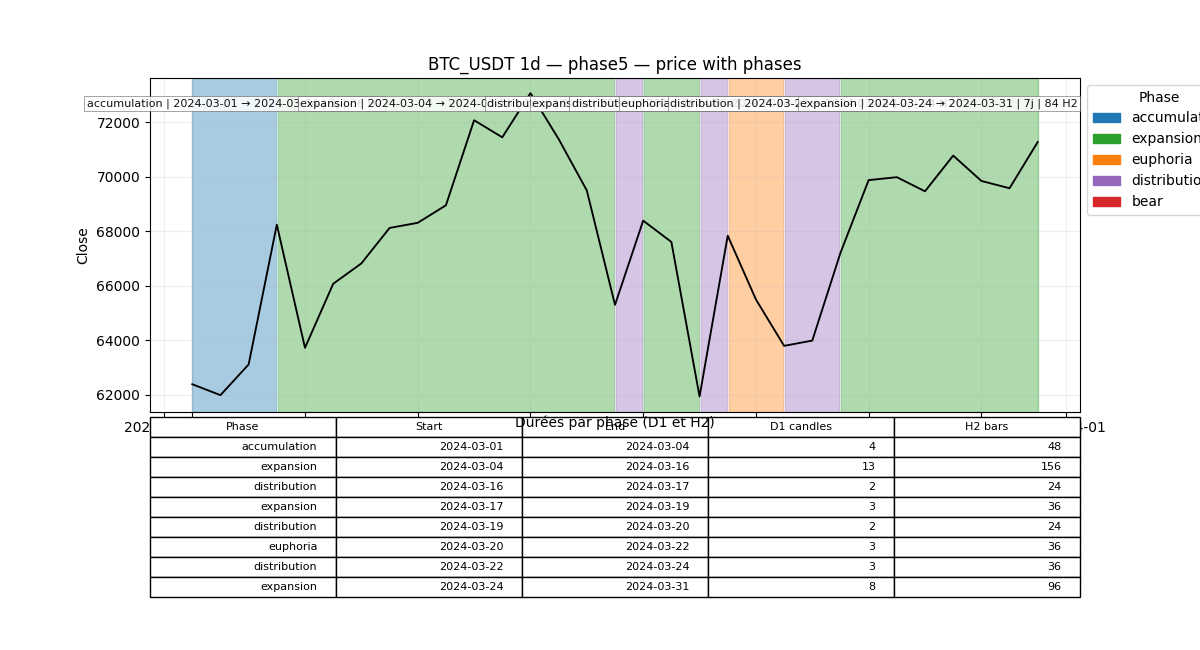 BTC_USDT 1d — phase5 — price with phases
accumulation | 2024-03-01 → 2024-03
expansion | 2024-03-04 → 2024-0
distribut
expans
distribut
euphoria
distribution | 2024-03-2
expansion | 2024-03-24 → 2024-03-31 | 7j | 84 H2
Phase
accumulat
expansion
euphoria
distributio
bear
Close
72000
70000
68000
66000
64000
62000
202
-01
Durées par phase (D1 et H2)
Phase Start End D1 candles H2 bars
accumulation 2024-03-01 2024-03-04 4 48
expansion 2024-03-04 2024-03-16 13 156
distribution 2024-03-16 2024-03-17 2 24
expansion 2024-03-17 2024-03-19 3 36
distribution 2024-03-19 2024-03-20 2 24
euphoria 2024-03-20 2024-03-22 3 36
distribution 2024-03-22 2024-03-24 3 36
expansion 2024-03-24 2024-03-31 8 96